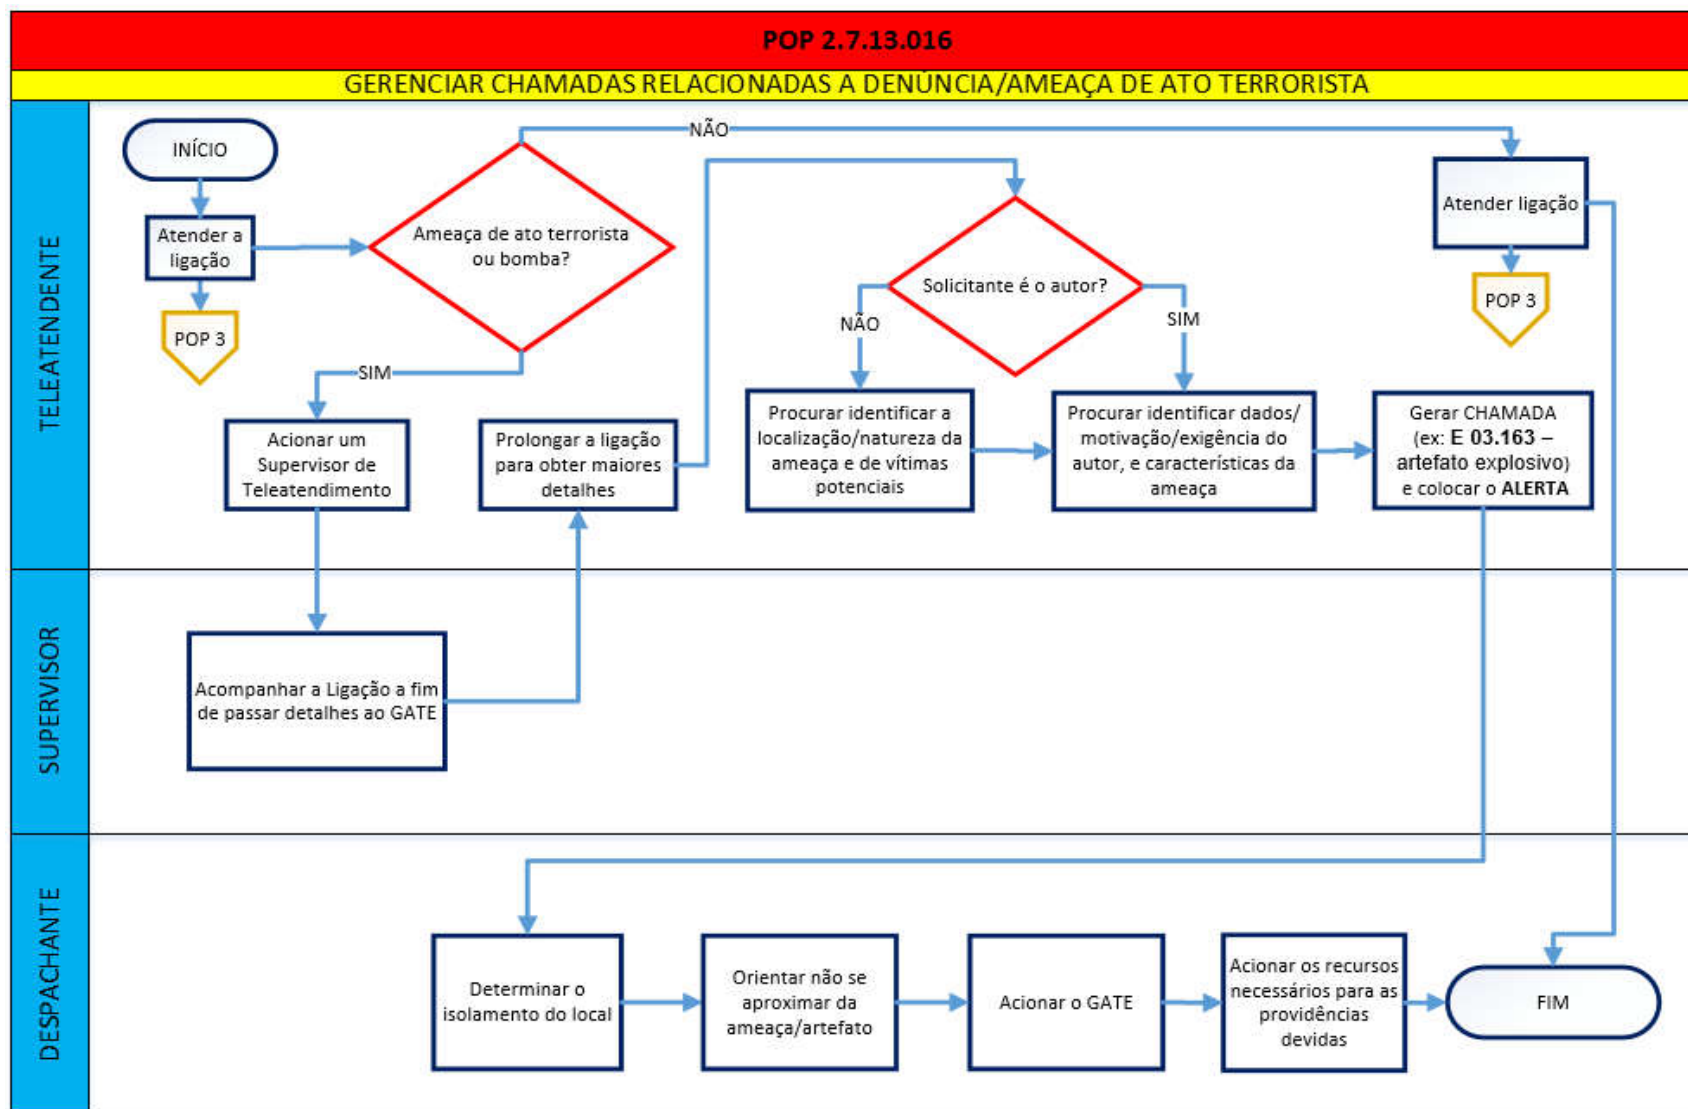 POP 2.7.13.016
GERENCIAR CHAMADAS RELACIONADAS A DENÚNCIA/AMEAÇA DE ATO TERRORISTA
TELEATENDENTE
INÍCIO
Atender a
ligação
POP 3
Ameaça de ato terrorista
ou bomba?
NÃO
SIM
Acionar um
Supervisor de
Teleatendimento
Prolongar a ligação
para obter maiores
detalhes
Solicitante é o autor?
NÃO
SIM
Procurar identificar a
localização/natureza da
ameaça e de vítimas
potenciais
Procurar identificar dados/
motivação/exigência do
autor, e características da
ameaça
Atender ligação
POP 3
Gerar CHAMADA
(ex: E 03.163 –
artefato explosivo)
e colocar o ALERTA
SUPERVISOR
Acompanhar a Ligação a fim
de passar detalhes ao GATE
DESPACHANTE
Determinar o
isolamento do local
Orientar não se
aproximar da
ameaça/artefato
Acionar o GATE
Acionar os recursos
necessários para as
providências
devidas
FIM